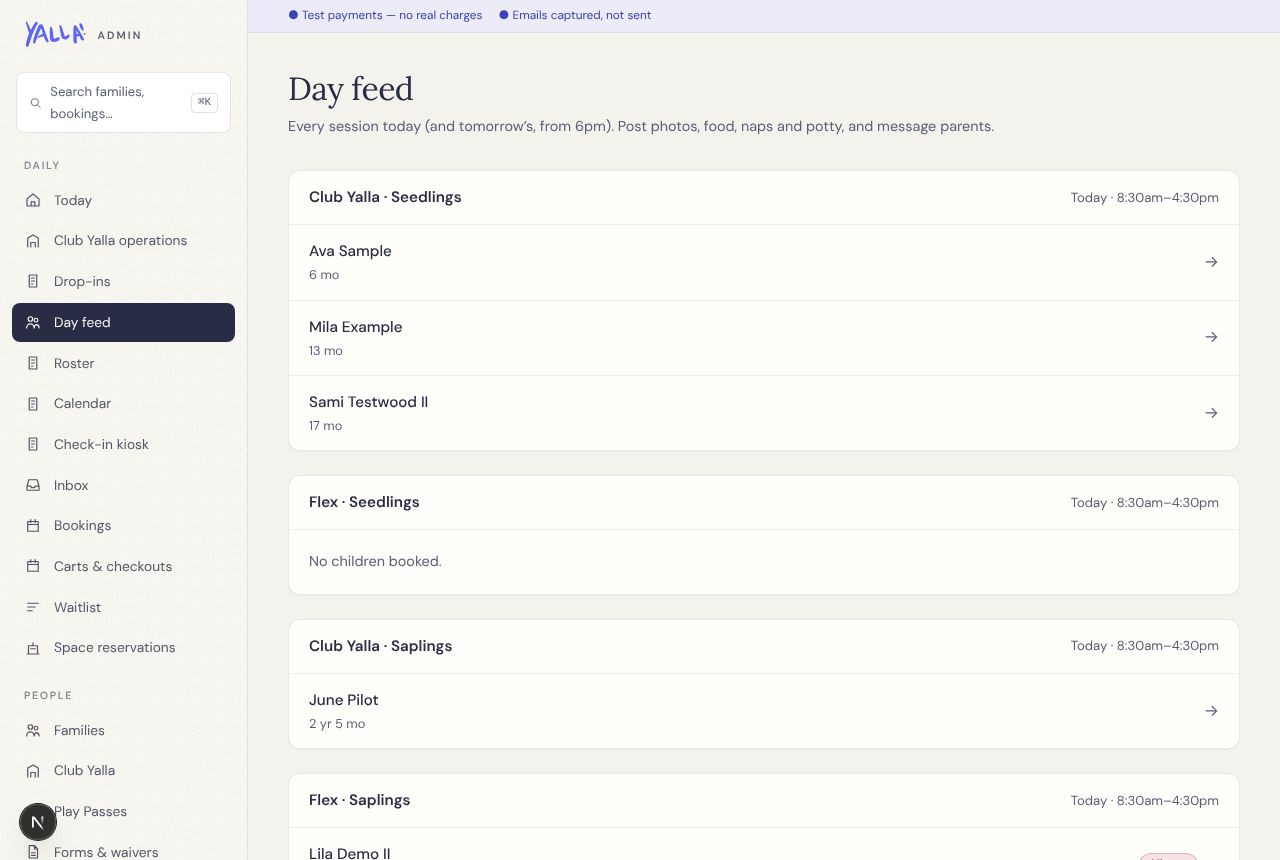 YALLA ADMIN
Search families, bookings… ⌘K
DAILY
Today
Club Yalla operations
Drop-ins
Day feed
Roster
Calendar
Check-in kiosk
Inbox
Bookings
Carts & checkouts
Waitlist
Space reservations
PEOPLE
Families
Club Yalla
Play Passes
Forms & waivers
N
Test payments — no real charges
Emails captured, not sent
Day feed
Every session today (and tomorrow’s, from 6pm). Post photos, food, naps and potty, and message parents.
Club Yalla · Seedlings
Today · 8:30am–4:30pm
Ava Sample
6 mo
Mila Example
13 mo
Sami Testwood II
17 mo
Flex · Seedlings
Today · 8:30am–4:30pm
No children booked.
Club Yalla · Saplings
Today · 8:30am–4:30pm
June Pilot
2 yr 5 mo
Flex · Saplings
Today · 8:30am–4:30pm
Lila Demo II